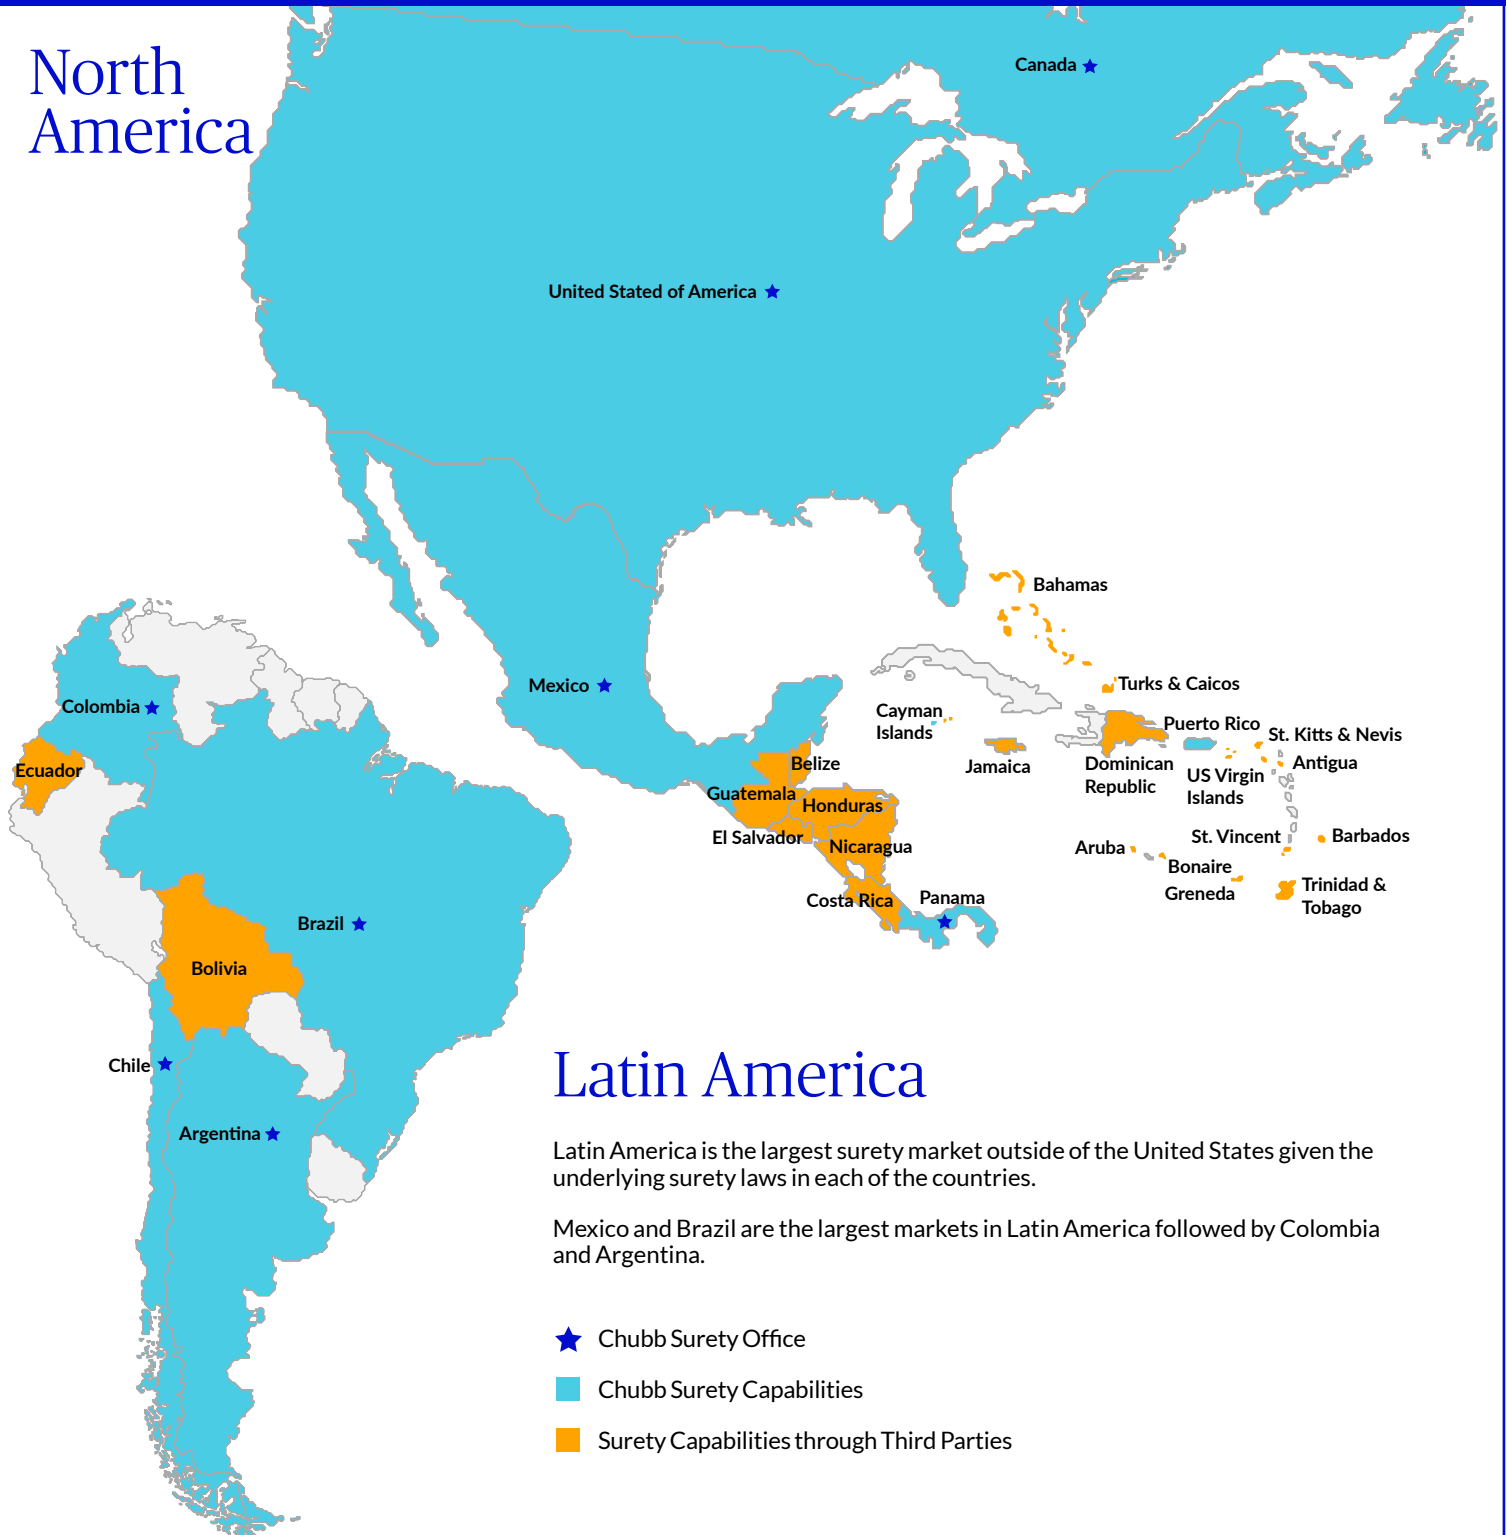 North
America
Canada
United Stated of America
Mexico
Bahamas
Turks & Caicos
Cayman
Islands
Jamaica
Dominican
Republic
Puerto Rico
US Virgin
Islands
St. Kitts & Nevis
Antigua
St. Vincent
Barbados
Aruba
Bonaire
Greneda
Trinidad &
Tobago
Belize
Guatemala
Honduras
El Salvador
Nicaragua
Costa Rica
Panama
Colombia
Ecuador
Brazil
Bolivia
Chile
Argentina
Latin America
Latin America is the largest surety market outside of the United States given the
underlying surety laws in each of the countries.
Mexico and Brazil are the largest markets in Latin America followed by Colombia
and Argentina.
Chubb Surety Office
Chubb Surety Capabilities
Surety Capabilities through Third Parties